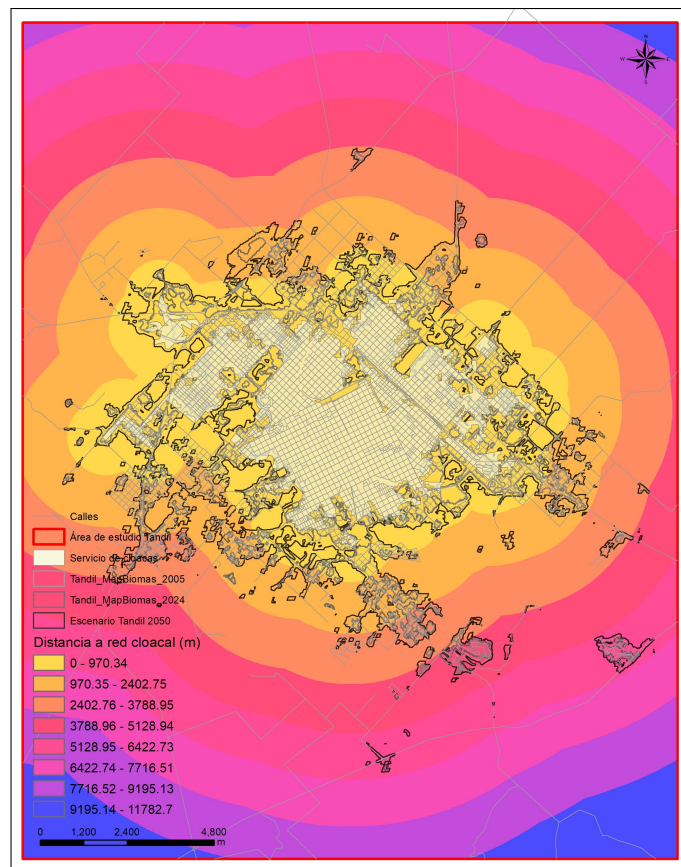 N
W E
S
Calles
Área de estudio Tandil
Servicio de cloacas
Tandil_MapBiomas_2005
Tandil_MapBiomas_2024
Escenario Tandil 2050
Distancia a red cloacal (m)
0 - 970.34
970.35 - 2402.75
2402.76 - 3788.95
3788.96 - 5128.94
5128.95 - 6422.73
6422.74 - 7716.51
7716.52 - 9195.13
9195.14 - 11782.7
0 1,200 2,400 4,800
m